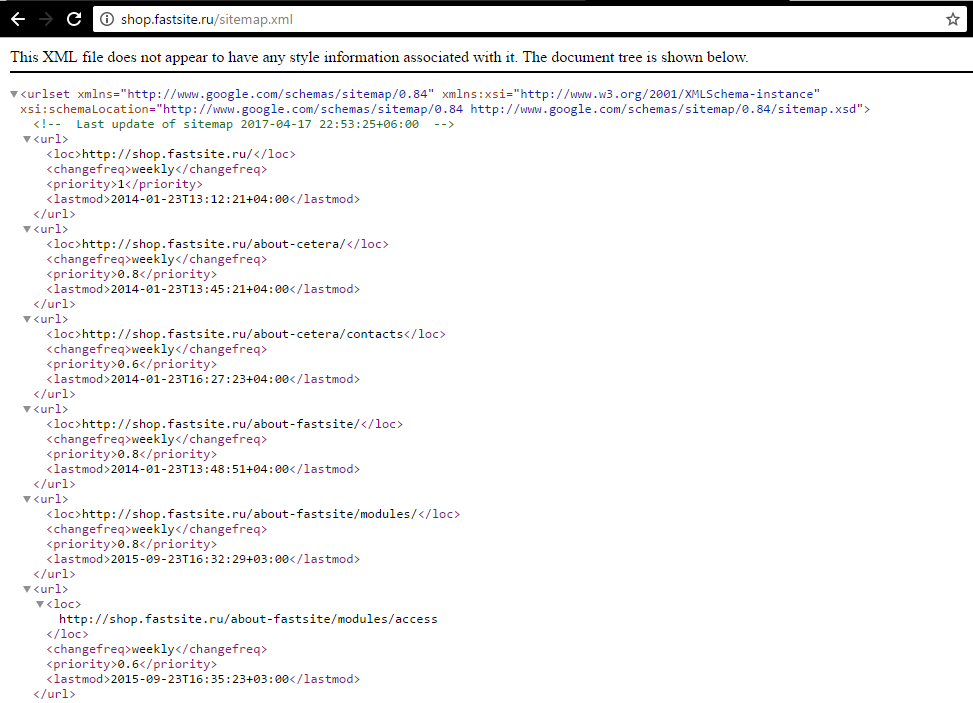 shop.fastsite.ru/sitemap.xml
This XML file does not appear to have any style information associated with it. The document tree is shown below.
<urlset xmlns="http://www.google.com/schemas/sitemap/0.84" xmlns:xsi="http://www.w3.org/2001/XMLSchema-instance"
xsi:schemaLocation="http://www.google.com/schemas/sitemap/0.84 http://www.google.com/schemas/sitemap/0.84/sitemap.xsd">
<!-- Last update of sitemap 2017-04-17 22:53:25+06:00 -->
<url>
<loc>http://shop.fastsite.ru/</loc>
<changefreq>weekly</changefreq>
<priority>1</priority>
<lastmod>2014-01-23T13:12:21+04:00</lastmod>
</url>
<url>
<loc>http://shop.fastsite.ru/about-cetera/</loc>
<changefreq>weekly</changefreq>
<priority>0.8</priority>
<lastmod>2014-01-23T13:45:21+04:00</lastmod>
</url>
<url>
<loc>http://shop.fastsite.ru/about-cetera/contacts</loc>
<changefreq>weekly</changefreq>
<priority>0.6</priority>
<lastmod>2014-01-23T16:27:23+04:00</lastmod>
</url>
<url>
<loc>http://shop.fastsite.ru/about-fastsite/</loc>
<changefreq>weekly</changefreq>
<priority>0.8</priority>
<lastmod>2014-01-23T13:48:51+04:00</lastmod>
</url>
<url>
<loc>http://shop.fastsite.ru/about-fastsite/modules/</loc>
<changefreq>weekly</changefreq>
<priority>0.8</priority>
<lastmod>2015-09-23T16:32:29+03:00</lastmod>
</url>
<url>
<loc>
http://shop.fastsite.ru/about-fastsite/modules/access
</loc>
<changefreq>weekly</changefreq>
<priority>0.6</priority>
<lastmod>2015-09-23T16:35:23+03:00</lastmod>
</url>